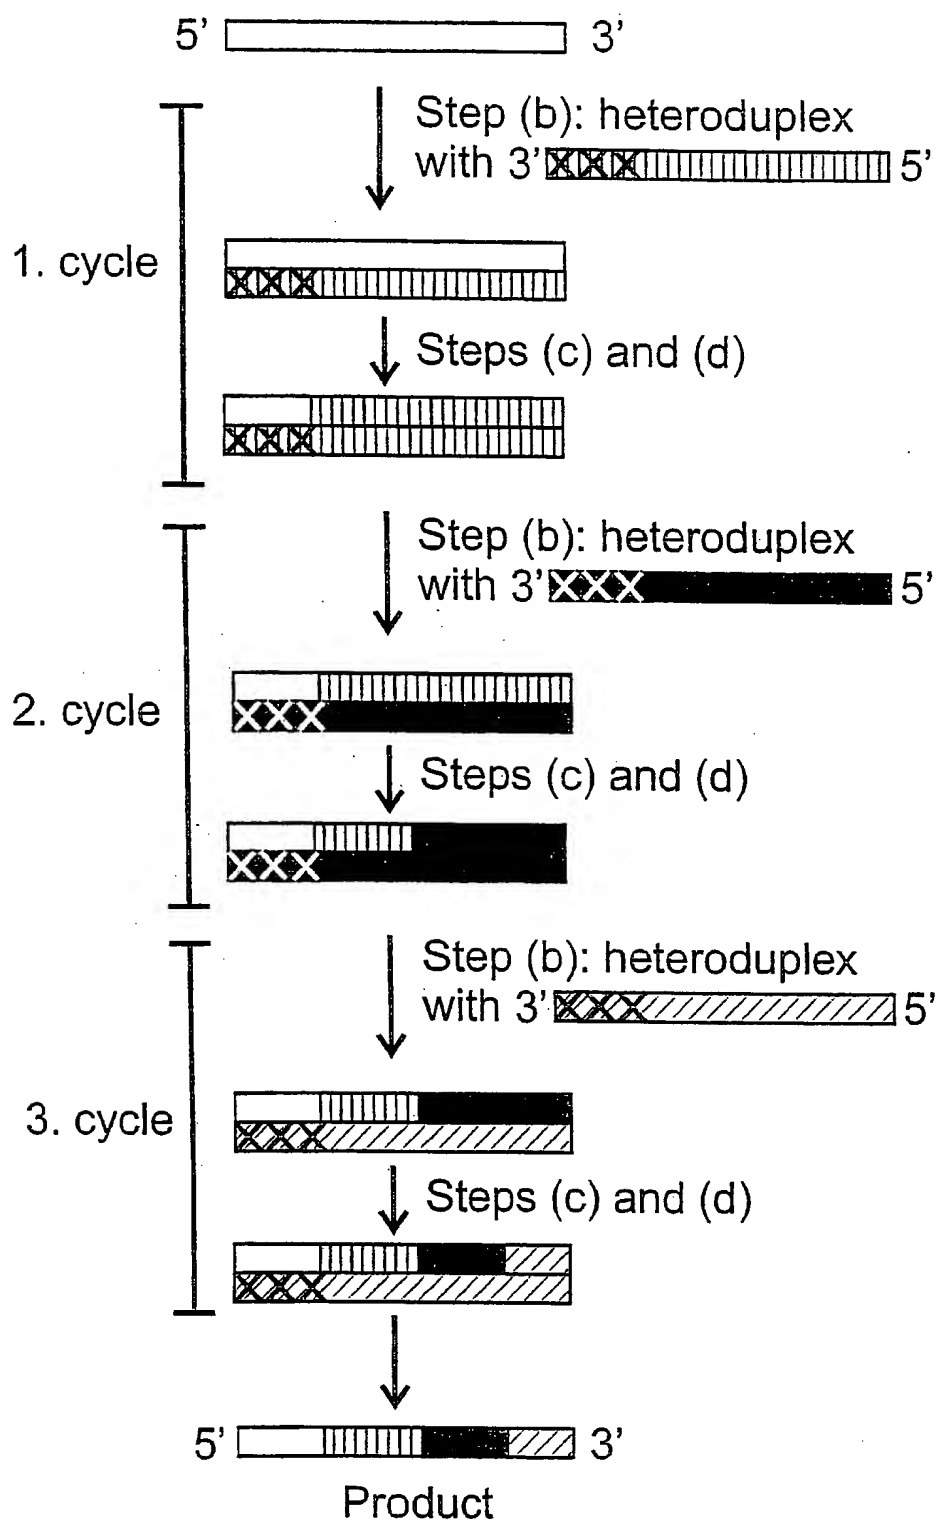 5' 3'
Step (b): heteroduplex
with 3' 5'
1. cycle
Steps (c) and (d)
Step (b): heteroduplex
with 3' 5'
2. cycle
Steps (c) and (d)
Step (b): heteroduplex
with 3' 5'
3. cycle
Steps (c) and (d)
5' 3'
Product